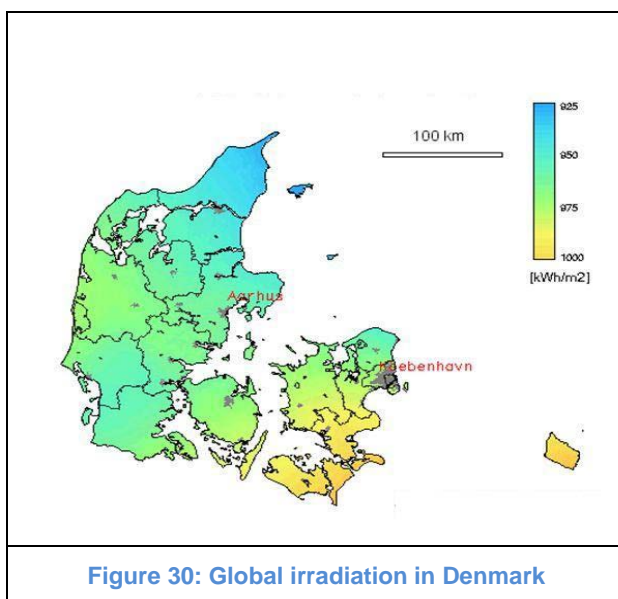 925
100 km
950
975
1000
[kWh/m2]
Aarhus
Koebenhavn
Figure 30: Global irradiation in Denmark